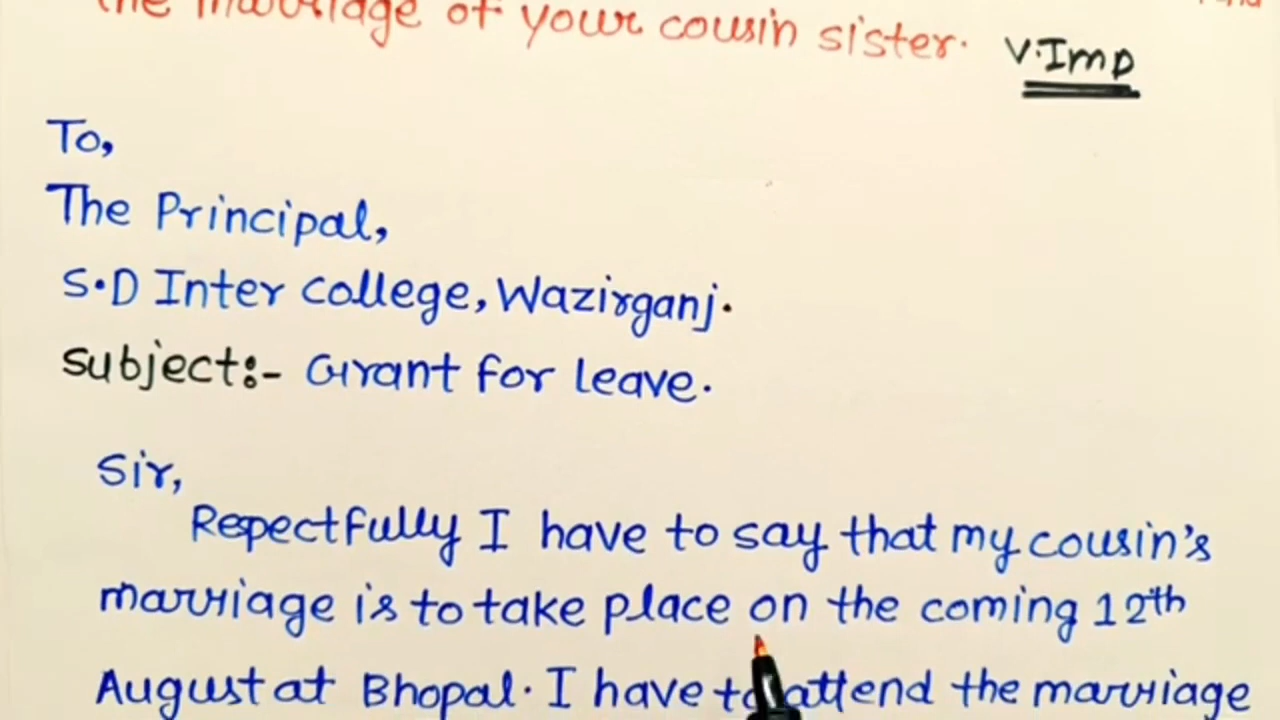 the marriage of your cousin sister.
V.Imp
To,
The Principal,
S.D Inter college, Wazirganj.
Subject:- Grant for leave.
Sir,
Repectfully I have to say that my cousin's
marriage is to take place on the coming 12th
August at Bhopal. I have to attend the marriage